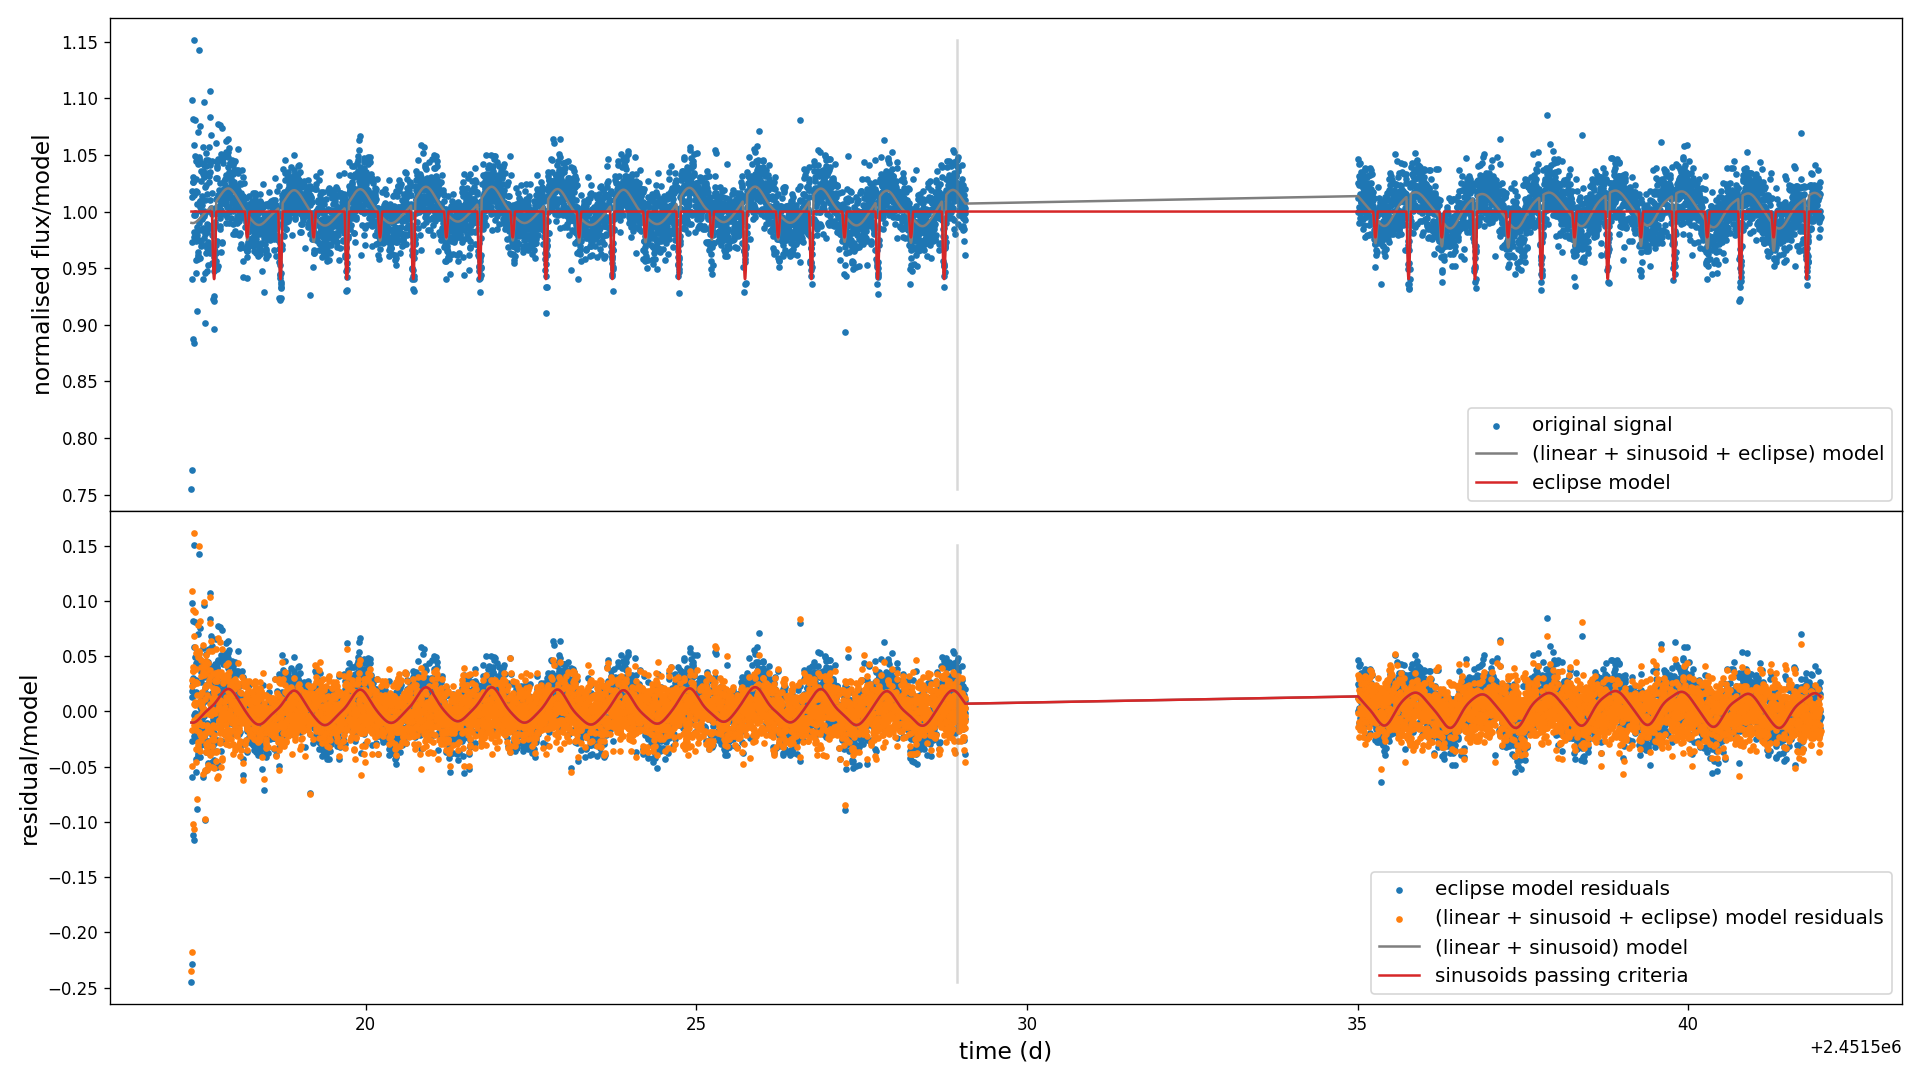 normalised flux/model
1.15
1.10
1.05
1.00
0.95
0.90
0.85
0.80
0.75
original signal
(linear + sinusoid + eclipse) model
eclipse model
residual/model
0.15
0.10
0.05
0.00
−0.05
−0.10
−0.15
−0.20
−0.25
eclipse model residuals
(linear + sinusoid + eclipse) model residuals
(linear + sinusoid) model
sinusoids passing criteria
20 25 30 35 40
time (d)
+2.4515e6